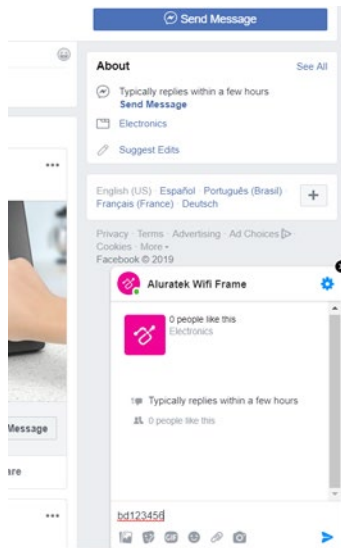 Send Message
About
See All
Typically replies within a few hours
Send Message
Electronics
Suggest Edits
English (US) · Español · Português (Brasil)
Français (France) · Deutsch
Privacy · Terms · Advertising · Ad Choices
Cookies · More
Facebook © 2019
Aluratek Wifi Frame
0 people like this
Electronics
Typically replies within a few hours
0 people like this
Message
are
bd123456
GIF